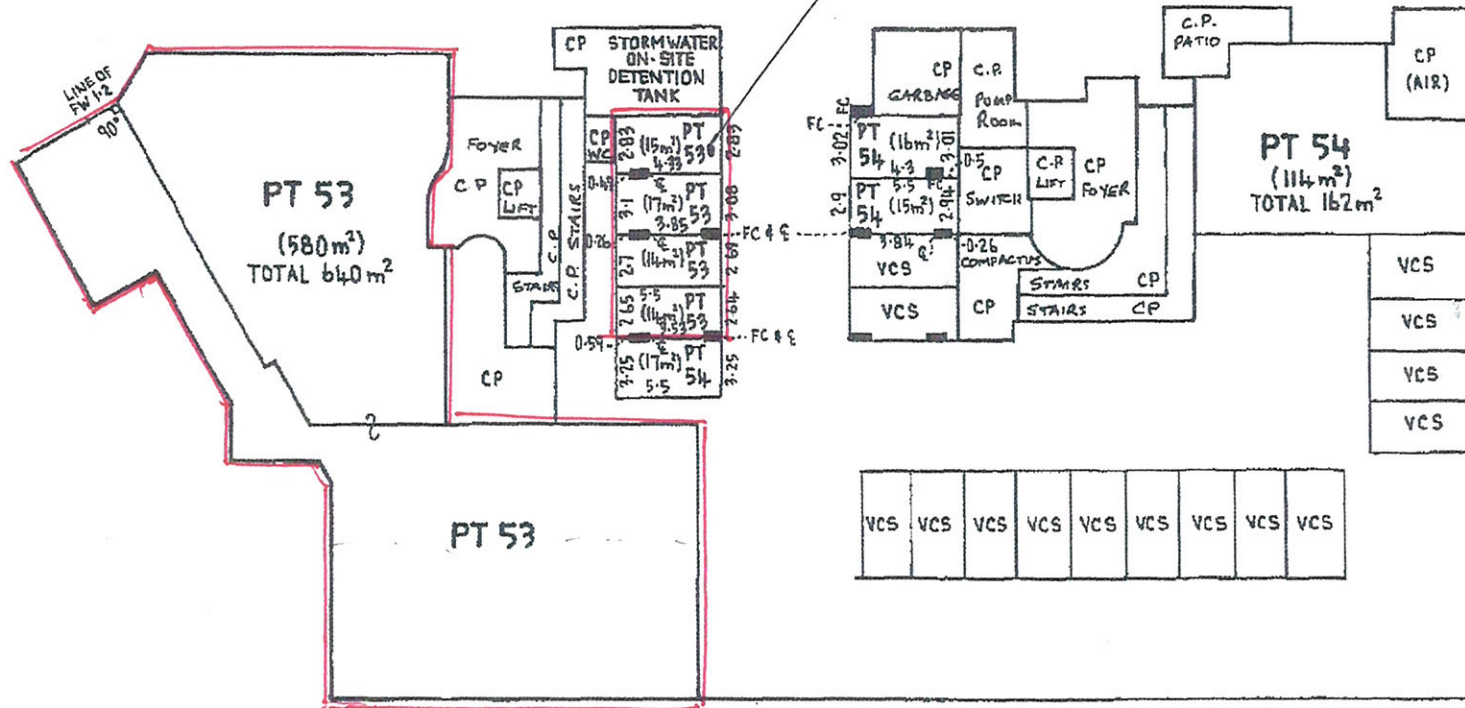 LINE OF
FW 1·2
90°
PT 53
(580m²)
TOTAL 640m²
PT 53
FOYER
C.P
CP
LIFT
STAIRS
C.P
C.P. STAIRS
CP
CP
STORMWATER
ON-SITE
DETENTION
TANK
CP
WC
2·83
(15m²)
PT
53
4·93
2·89
0·49
℄
3·1
(17m²)
PT
53
3·85
3·08
0·26
℄
FC & ℄
2·7
(14m²)
PT
53
2·69
2·65
5·5
(14m²)
PT
53
3·53
2·64
0·59
℄
FC & ℄
3·25
(17m²)
PT
54
5·5
3·25
CP
GARBAGE
C.P.
PUMP
ROOM
FC
FC
3·02
PT
54
(16m²)
4·3
3·01
0·5
FC
2·9
PT
54
5·5
(15m²)
2·94
3·84
℄
VCS
VCS
CP
SWITCH
C.P
LIFT
CP
FOYER
0·26
COMPACTUS
CP
STAIRS
CP
STAIRS
CP
C.P.
PATIO
CP
(AIR)
PT 54
(114m²)
TOTAL 162m²
VCS
VCS
VCS
VCS
VCS VCS VCS VCS VCS VCS VCS VCS VCS